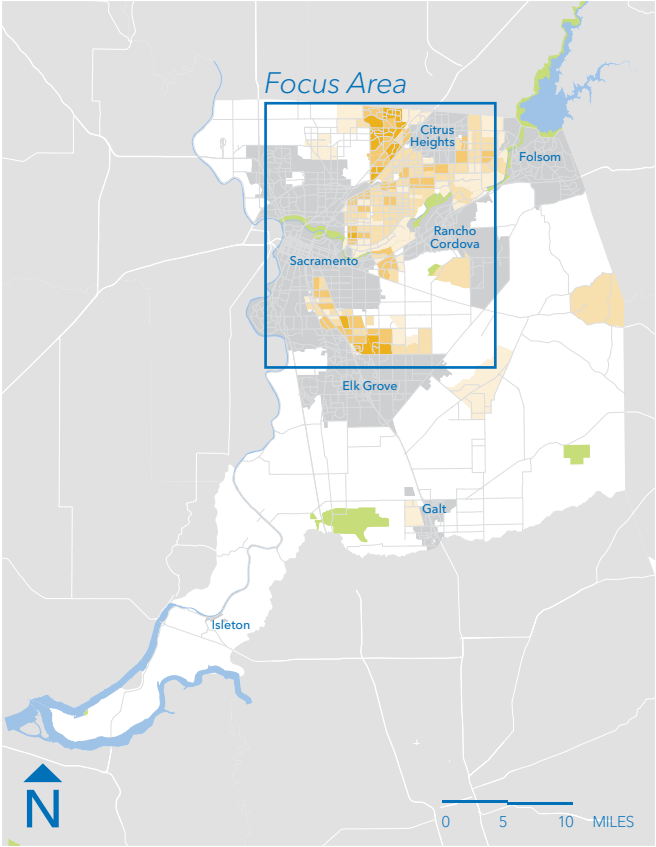 Focus Area
Citrus
Heights
Folsom
Rancho
Cordova
Sacramento
Elk Grove
Galt
Isleton
N
0 5 10 MILES